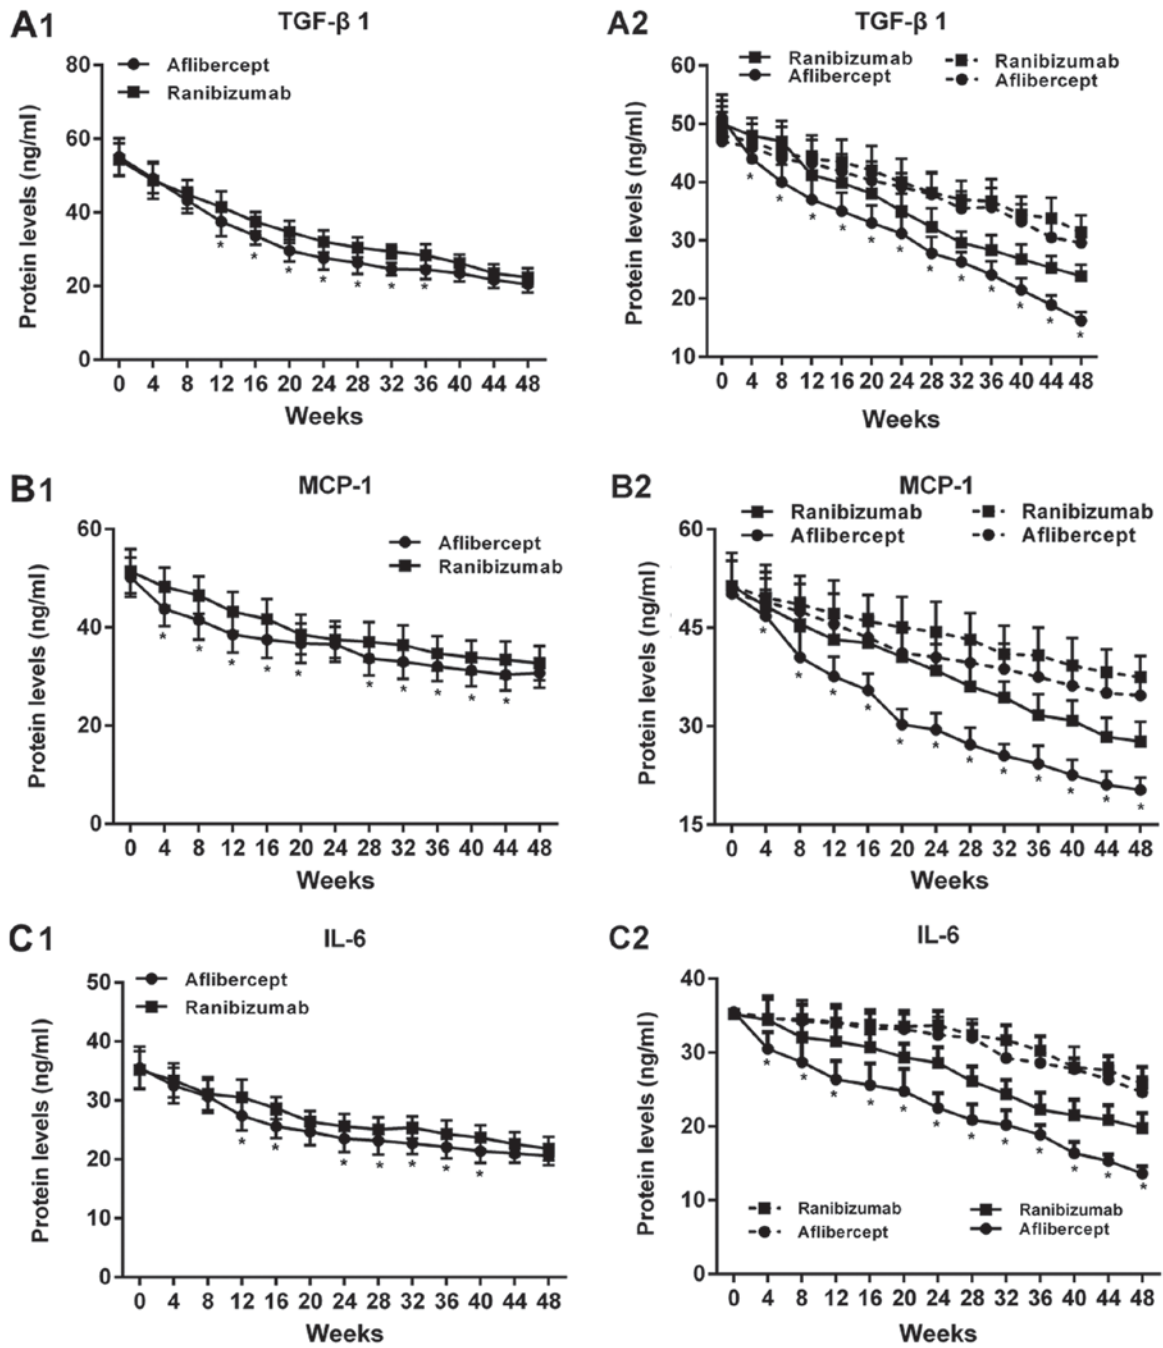 A1
TGF-β 1
Aflibercept
Ranibizumab
Protein levels (ng/ml)
80
60
40
20
0
* * * * * * *
0 4 8 12 16 20 24 28 32 36 40 44 48
Weeks
A2
TGF-β 1
Ranibizumab
Aflibercept
Ranibizumab
Aflibercept
Protein levels (ng/ml)
60
50
40
30
20
10
* * * * * * * * * * * *
0 4 8 12 16 20 24 28 32 36 40 44 48
Weeks
B1
MCP-1
Aflibercept
Ranibizumab
Protein levels (ng/ml)
60
40
20
0
* * * * * * * * * *
0 4 8 12 16 20 24 28 32 36 40 44 48
Weeks
B2
MCP-1
Ranibizumab
Aflibercept
Ranibizumab
Aflibercept
Protein levels (ng/ml)
60
45
30
15
* * * * * * * * * * * *
0 4 8 12 16 20 24 28 32 36 40 44 48
Weeks
C1
IL-6
Aflibercept
Ranibizumab
Protein levels (ng/ml)
50
40
30
20
10
0
* * * * * * *
0 4 8 12 16 20 24 28 32 36 40 44 48
Weeks
C2
IL-6
Protein levels (ng/ml)
40
30
20
10
0
* * * * * * * * * * * *
Ranibizumab
Aflibercept
Ranibizumab
Aflibercept
0 4 8 12 16 20 24 28 32 36 40 44 48
Weeks